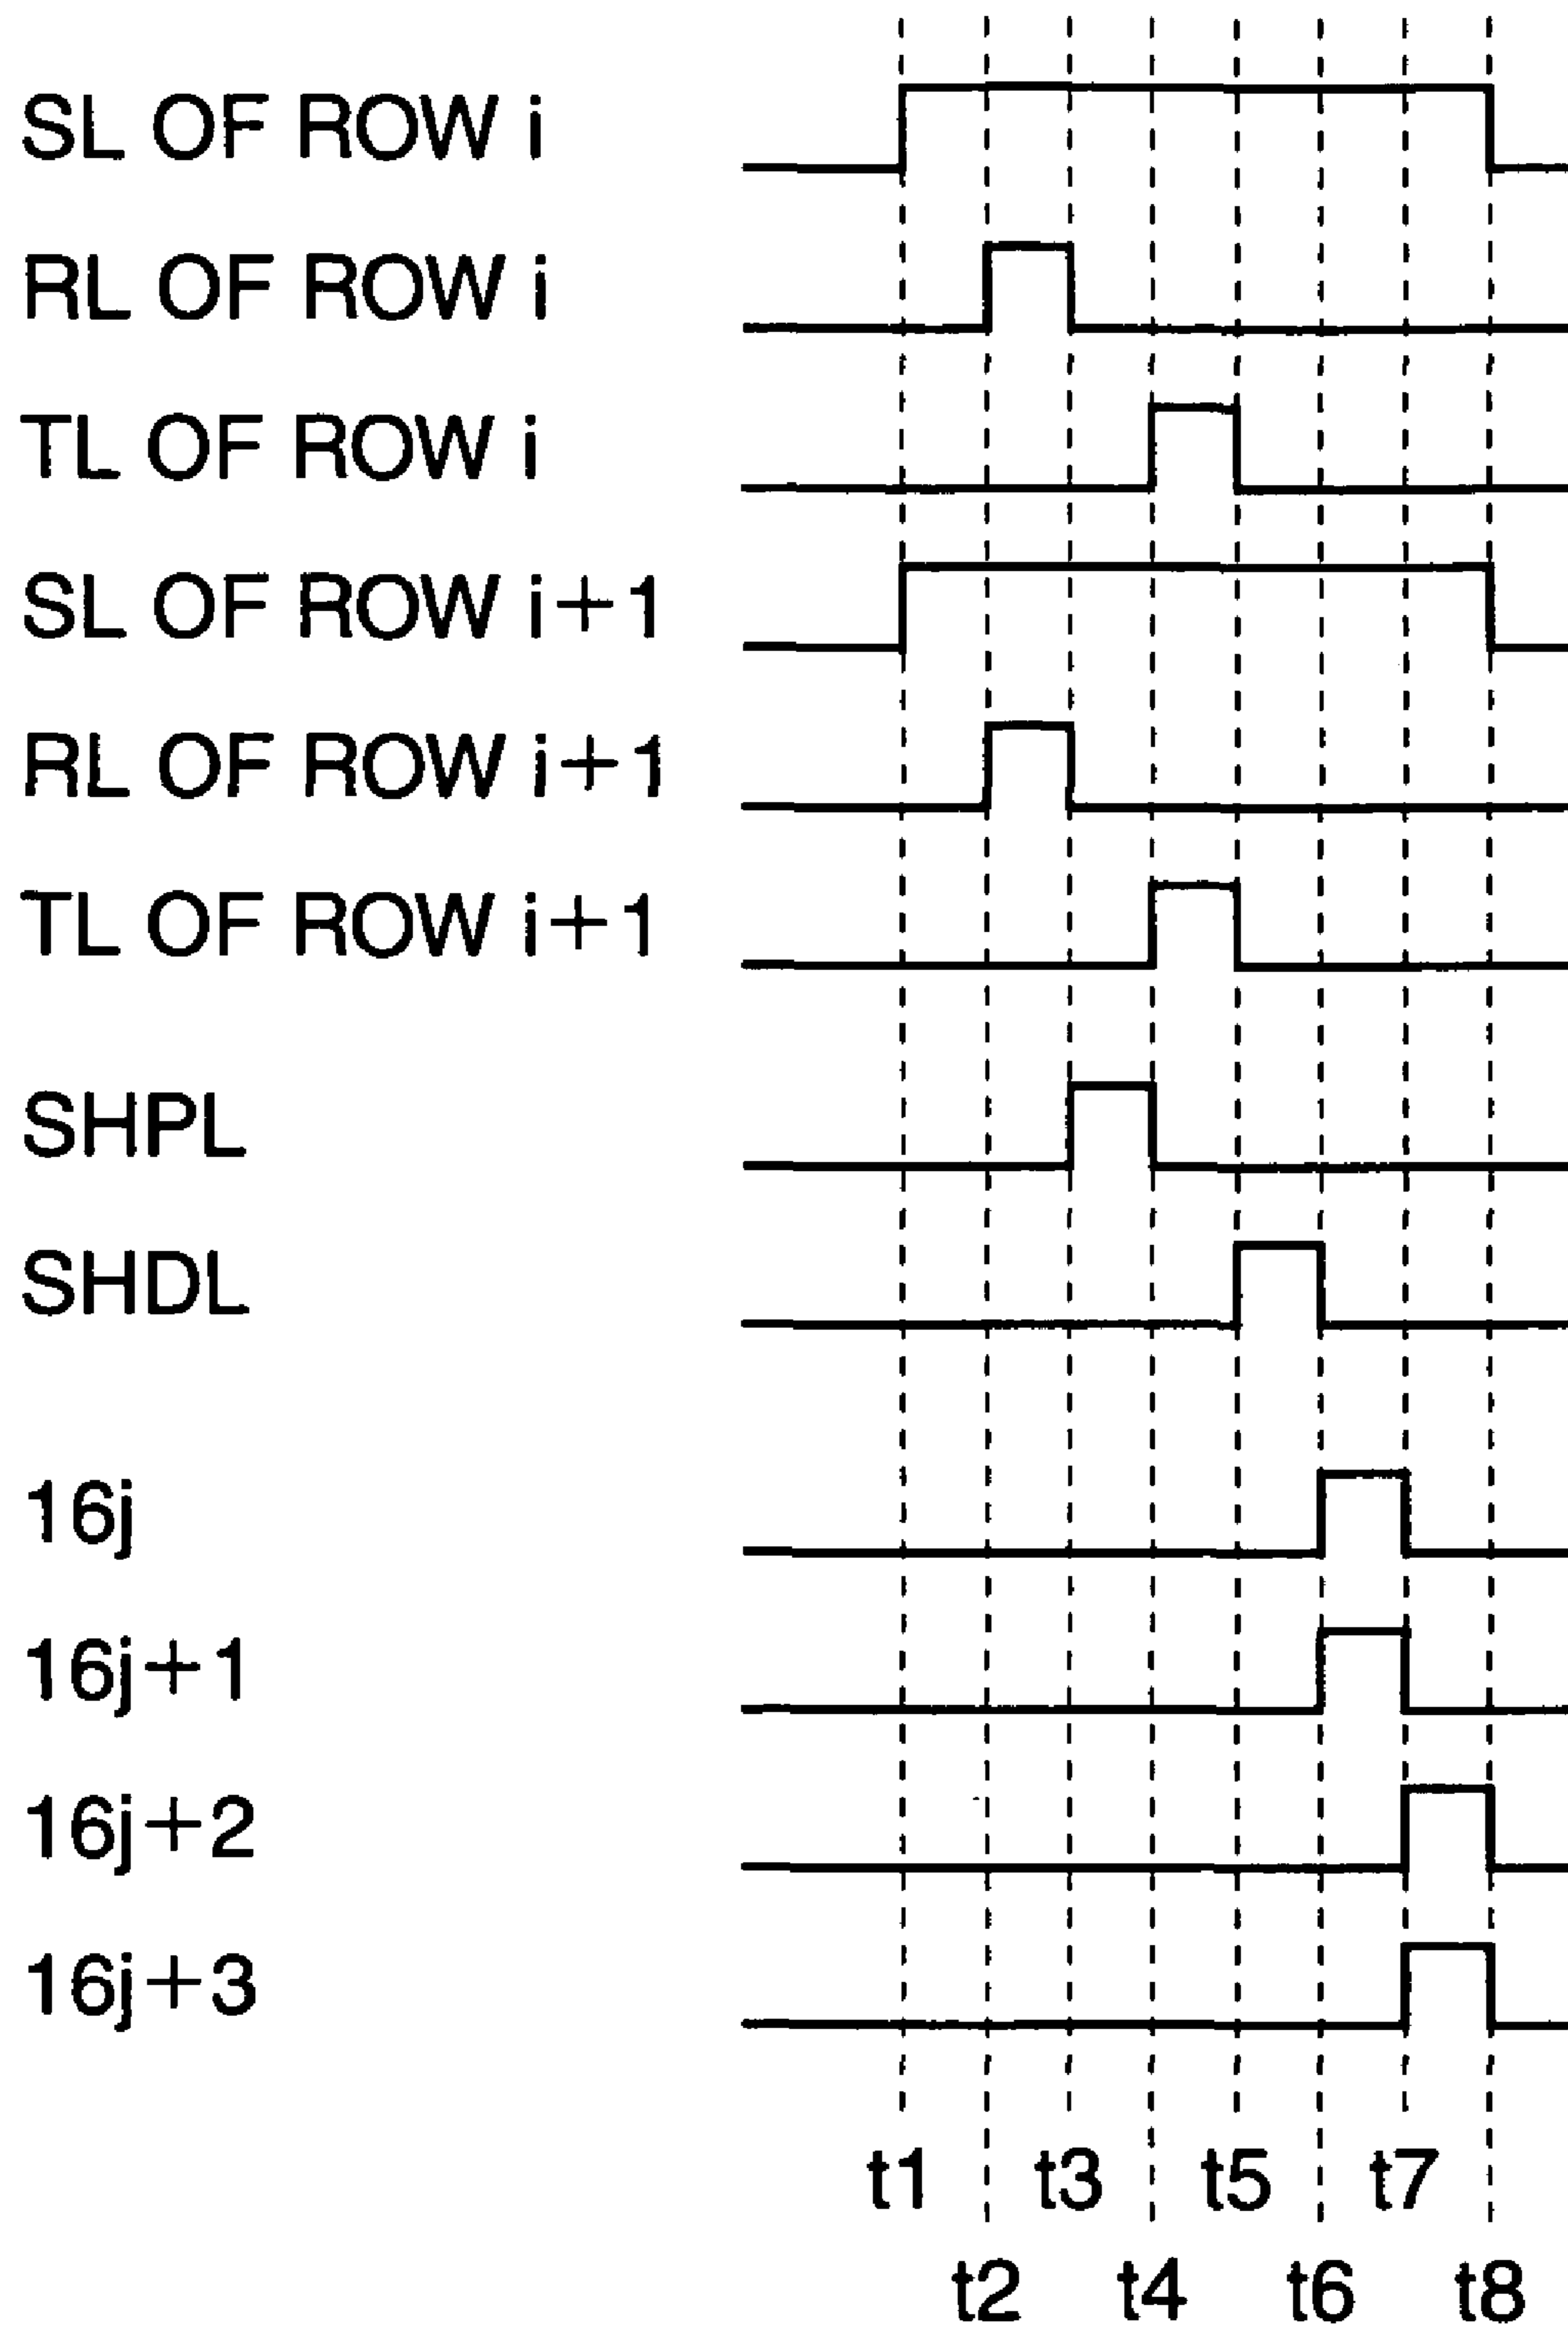 SL OF ROW i
RL OF ROW i
TL OF ROW i
SL OF ROW i+1
RL OF ROW i+1
TL OF ROW i+1
SHPL
SHDL
16j
16j+1
16j+2
16j+3
t1 t3 t5 t7
t2 t4 t6 t8